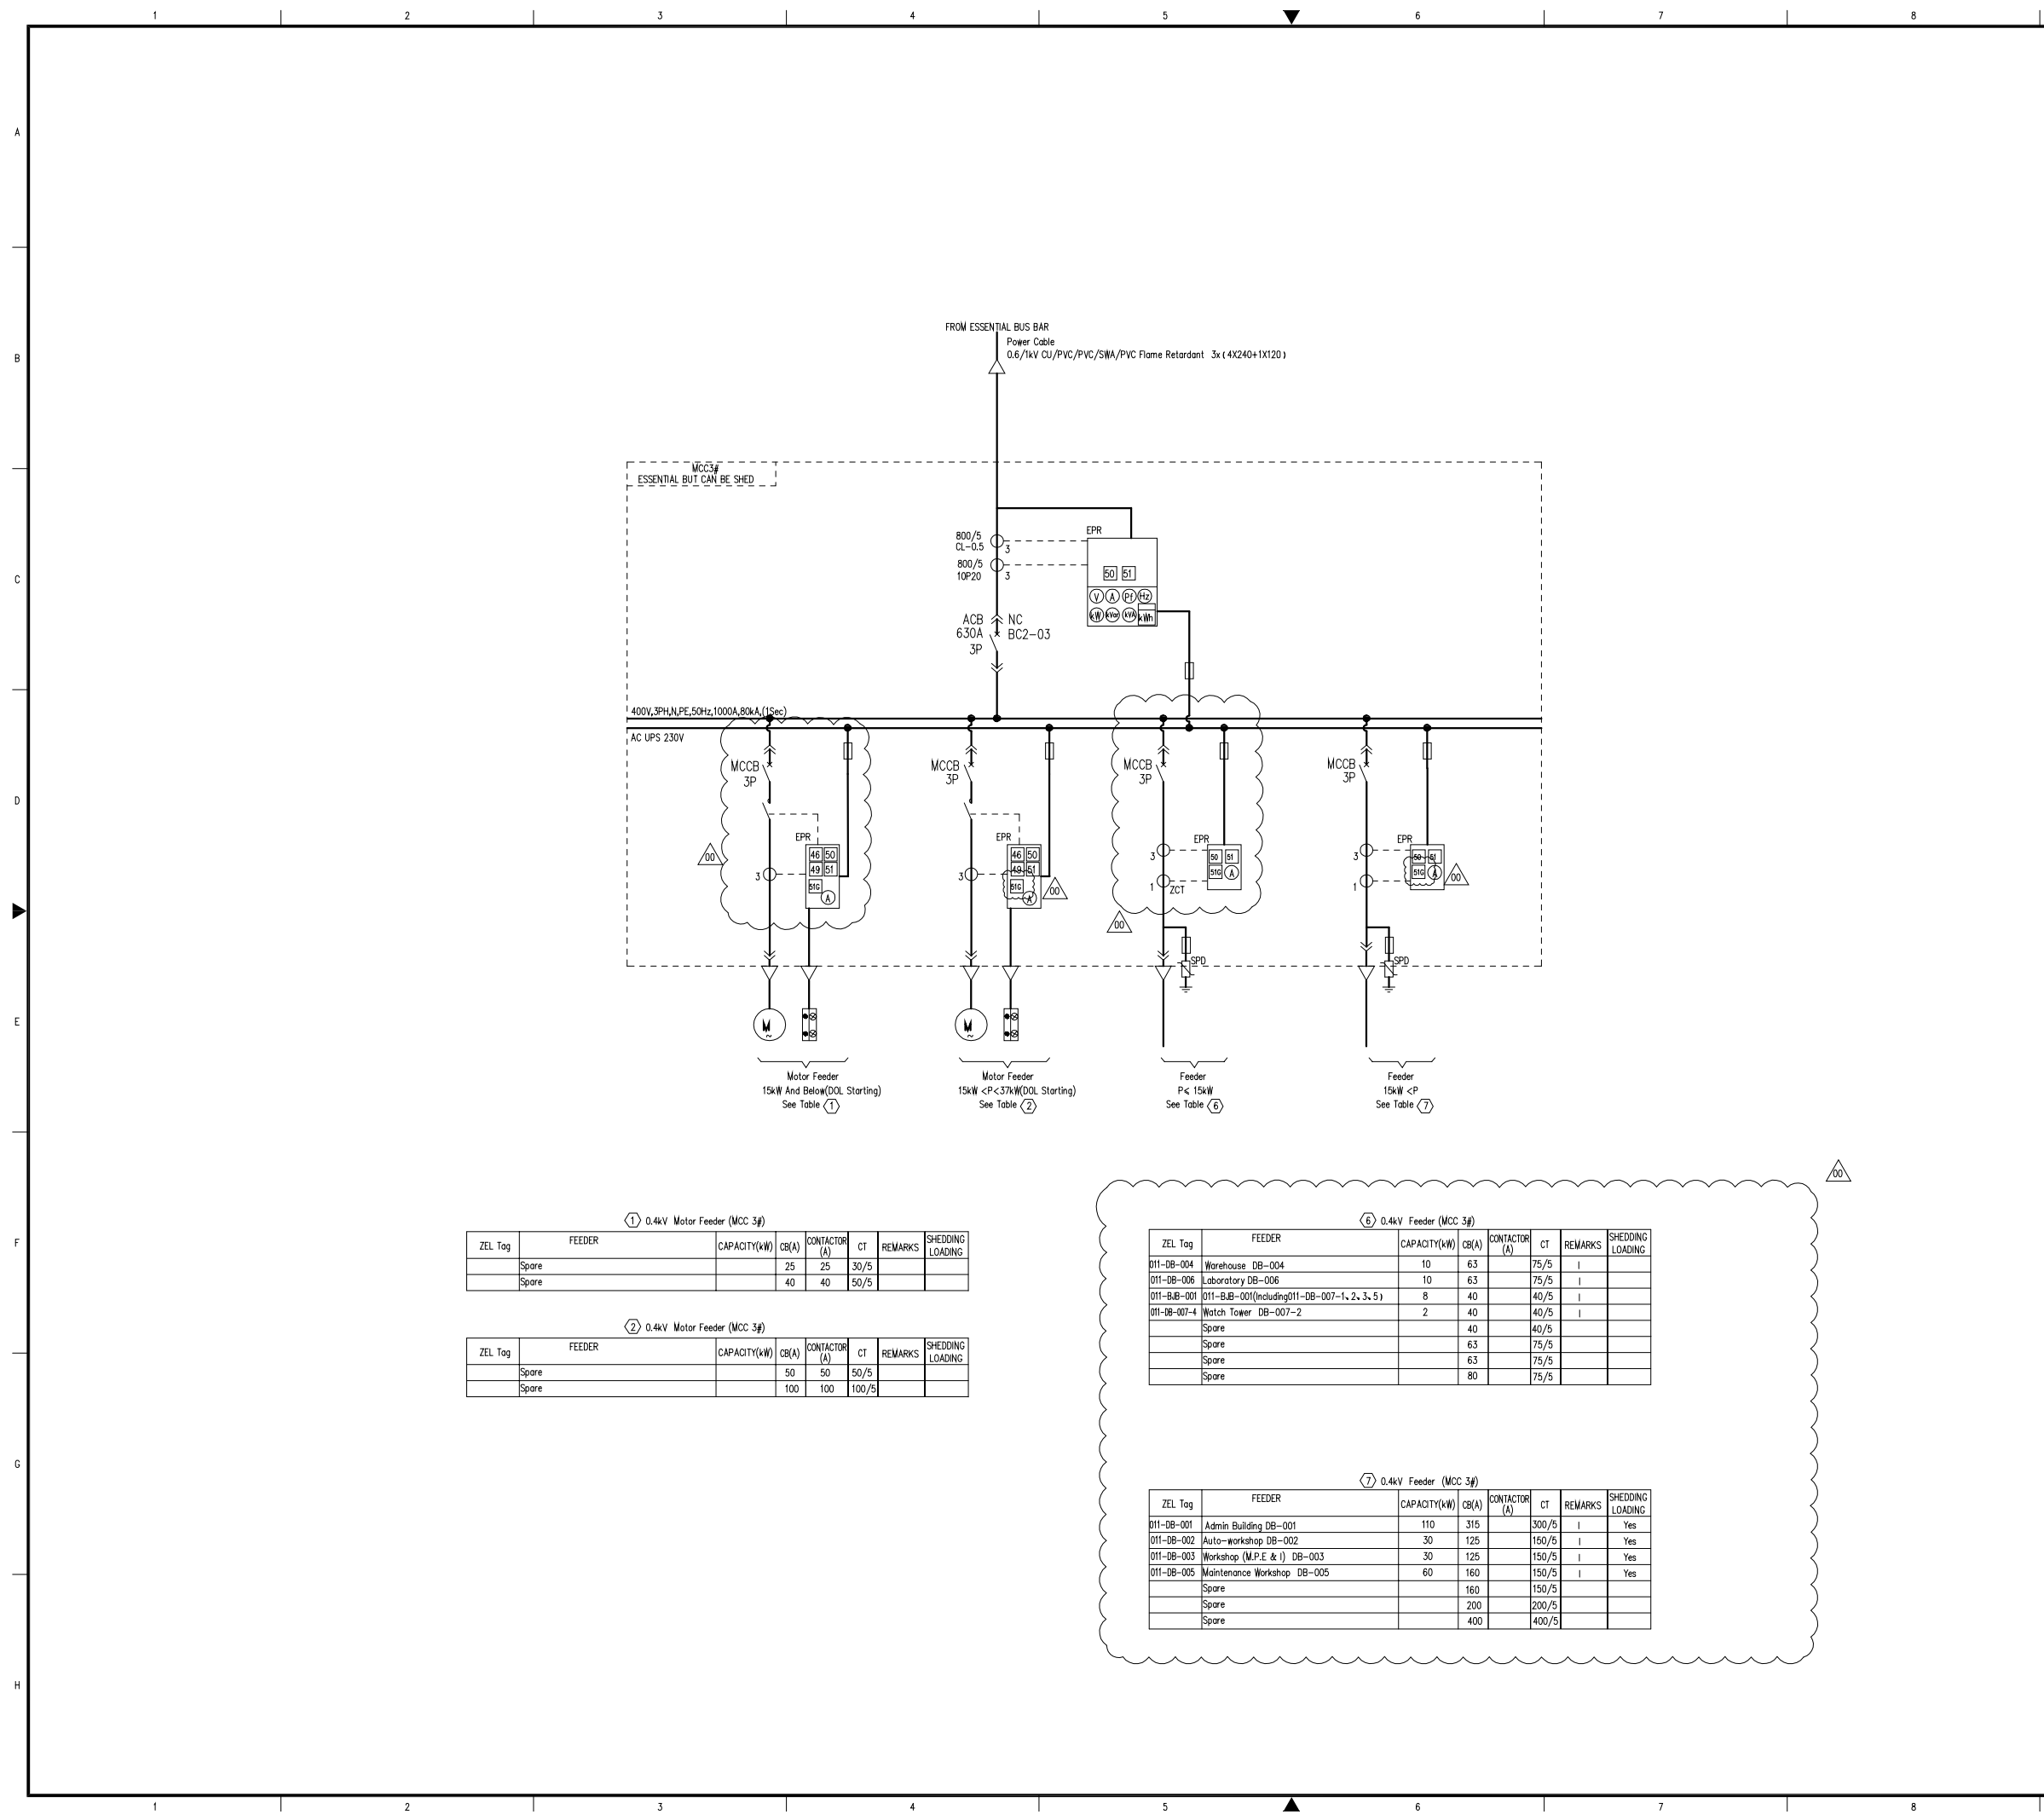 1 2 3 4 5 6 7 8
A
B
C
D
E
F
G
H
FROM ESSENTIAL BUS BAR
Power Cable
0.6/1kV CU/PVC/PVC/SWA/PVC Flame Retardant 3x(4X240+1X120)
MCC3#
ESSENTIAL BUT CAN BE SHED
EPR
800/5
CL-0.5
3
800/5
10P20
3
50 51
V A Pf Hz
kW kVar kVA kWh
ACB NC
630A BC2-03
3P
400V,3PH,N,PE,50Hz,1000A,80kA,(1Sec)
AC UPS 230V
MCCB
3P
EPR
46 50
49 51
51G
A
3
00
MCCB
3P
EPR
46 50
49 51
51G
A
3
00
MCCB
3P
EPR
50 51
51G A
3
1
ZCT
00
SPD
MCCB
3P
EPR
50 51
51G A
3
1
00
SPD
M
~
M
~
Motor Feeder
15kW And Below(DOL Starting)
See Table 1
Motor Feeder
15kW <P<37kW(DOL Starting)
See Table 2
Feeder
P⩽ 15kW
See Table 6
Feeder
15kW <P
See Table 7
00
1 0.4kV Motor Feeder (MCC 3#)
ZEL Tag FEEDER CAPACITY(kW) CB(A) CONTACTOR (A) CT REMARKS SHEDDING LOADING
Spare 25 25 30/5
Spare 40 40 50/5
2 0.4kV Motor Feeder (MCC 3#)
ZEL Tag FEEDER CAPACITY(kW) CB(A) CONTACTOR (A) CT REMARKS SHEDDING LOADING
Spare 50 50 50/5
Spare 100 100 100/5
6 0.4kV Feeder (MCC 3#)
ZEL Tag FEEDER CAPACITY(kW) CB(A) CONTACTOR (A) CT REMARKS SHEDDING LOADING
011-DB-004 Warehouse DB-004 10 63 75/5 I
011-DB-006 Laboratory DB-006 10 63 75/5 I
011-BJB-001 011-BJB-001(Including011-DB-007-1、2、3、5) 8 40 40/5 I
011-DB-007-4 Watch Tower DB-007-2 2 40 40/5 I
Spare 40 40/5
Spare 63 75/5
Spare 63 75/5
Spare 80 75/5
7 0.4kV Feeder (MCC 3#)
ZEL Tag FEEDER CAPACITY(kW) CB(A) CONTACTOR (A) CT REMARKS SHEDDING LOADING
011-DB-001 Admin Building DB-001 110 315 300/5 I Yes
011-DB-002 Auto-workshop DB-002 30 125 150/5 I Yes
011-DB-003 Workshop (M.P.E & I) DB-003 30 125 150/5 I Yes
011-DB-005 Maintenance Workshop DB-005 60 160 150/5 I Yes
Spare 160 150/5
Spare 200 200/5
Spare 400 400/5
1 2 3 4 5 6 7 8